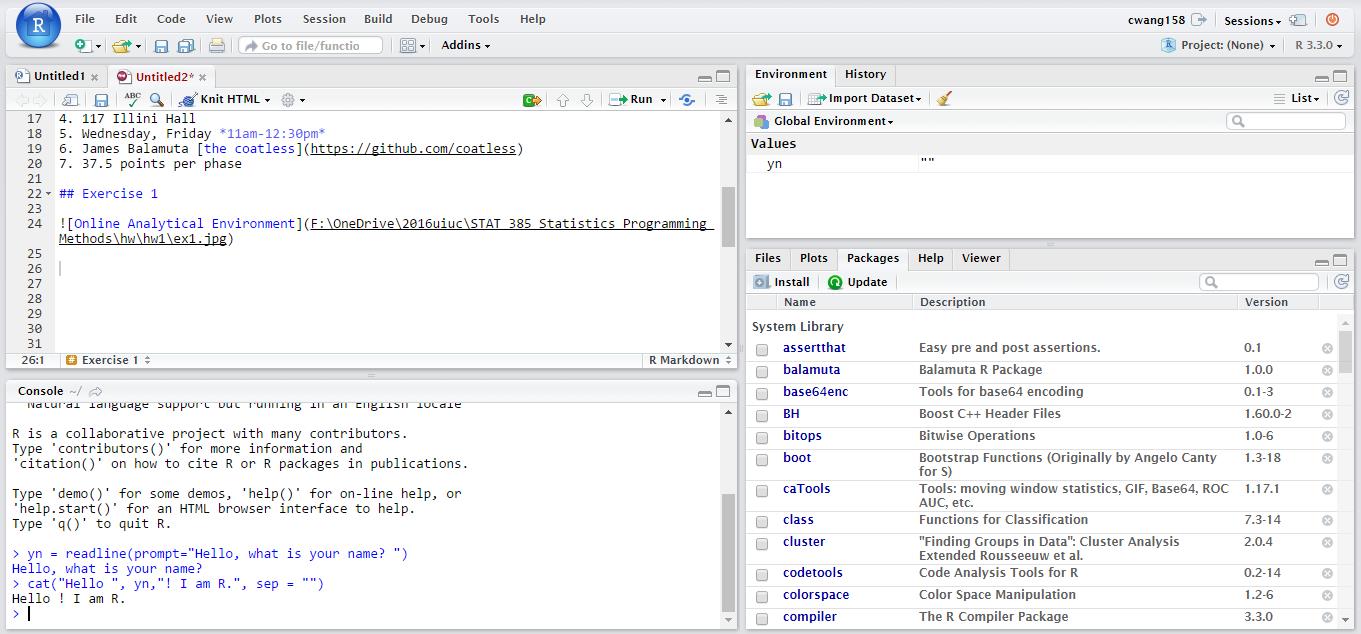 R
File Edit Code View Plots Session Build Debug Tools Help
cwang158 Sessions
Go to file/functio Addins
R Project: (None) R 3.3.0
Untitled1 Untitled2*
ABC Knit HTML Run
17 4. 117 Illini Hall
18 5. Wednesday, Friday *11am-12:30pm*
19 6. James Balamuta [the coatless](https://github.com/coatless)
20 7. 37.5 points per phase
21
22 ## Exercise 1
23
24 ![Online Analytical Environment](F:\OneDrive\2016uiuc\STAT 385 Statistics Programming
Methods\hw\hw1\ex1.jpg)
25
26
27
28
29
30
31
26:1 # Exercise 1 R Markdown
Console ~/
Natural language support but running in an English locale
R is a collaborative project with many contributors.
Type 'contributors()' for more information and
'citation()' on how to cite R or R packages in publications.
Type 'demo()' for some demos, 'help()' for on-line help, or
'help.start()' for an HTML browser interface to help.
Type 'q()' to quit R.
> yn = readline(prompt="Hello, what is your name? ")
Hello, what is your name?
> cat("Hello ", yn,"! I am R.", sep = "")
Hello ! I am R.
>
Environment History
Import Dataset List
Global Environment
Values
yn ""
Files Plots Packages Help Viewer
Install Update
Name Description Version
System Library
assertthat Easy pre and post assertions. 0.1
balamuta Balamuta R Package 1.0.0
base64enc Tools for base64 encoding 0.1-3
BH Boost C++ Header Files 1.60.0-2
bitops Bitwise Operations 1.0-6
boot Bootstrap Functions (Originally by Angelo Canty 1.3-18
for S)
caTools Tools: moving window statistics, GIF, Base64, ROC 1.17.1
AUC, etc.
class Functions for Classification 7.3-14
cluster "Finding Groups in Data": Cluster Analysis 2.0.4
Extended Rousseeuw et al.
codetools Code Analysis Tools for R 0.2-14
colorspace Color Space Manipulation 1.2-6
compiler The R Compiler Package 3.3.0